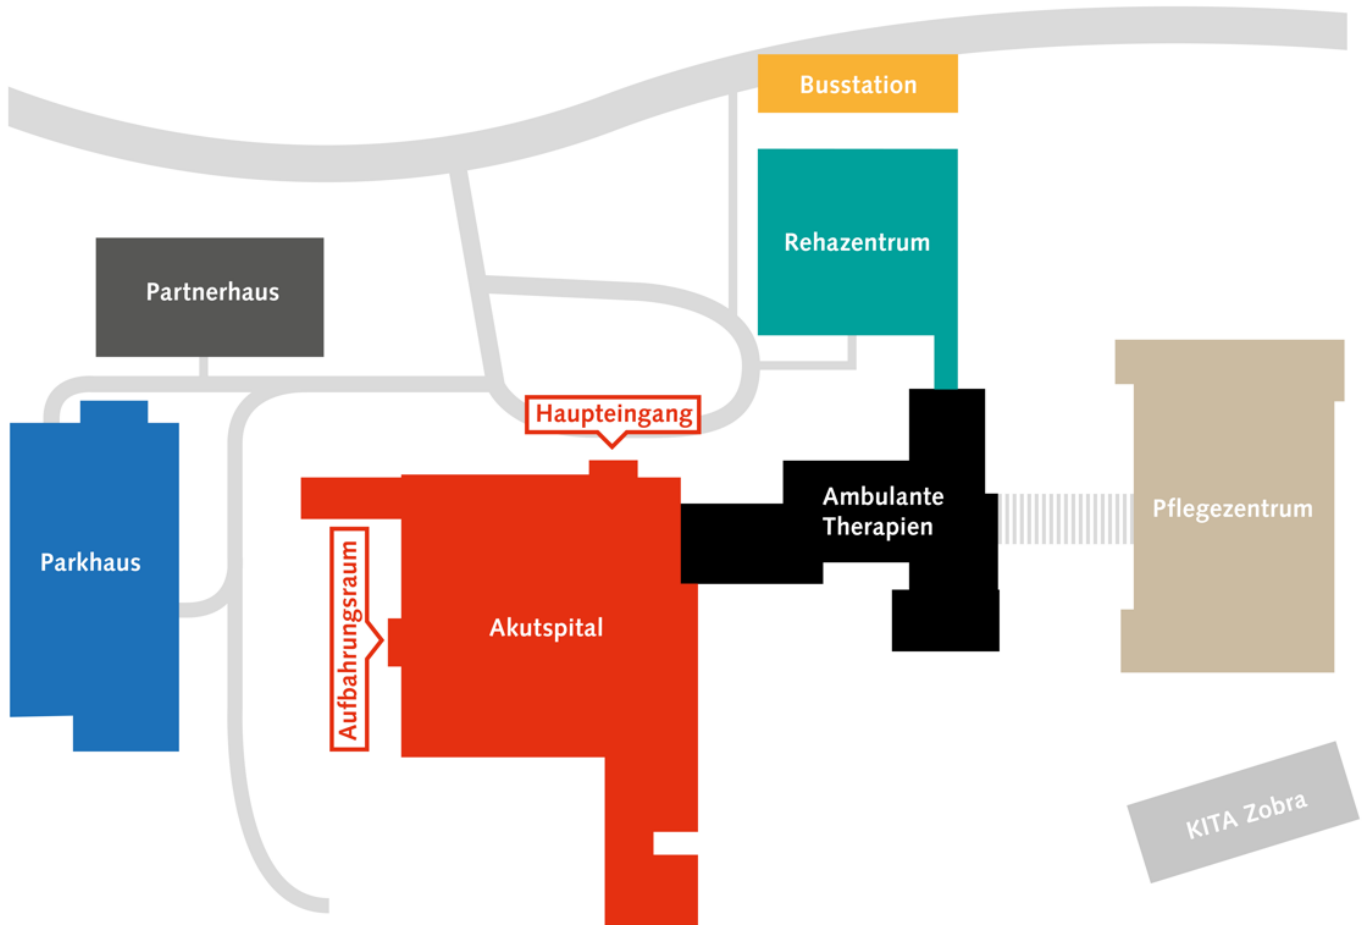 Busstation
Rehazentrum
Partnerhaus
Haupteingang
Ambulante
Therapien
Pflegezentrum
Parkhaus
Aufbahrungsraum
Akutspital
KITA Zobra